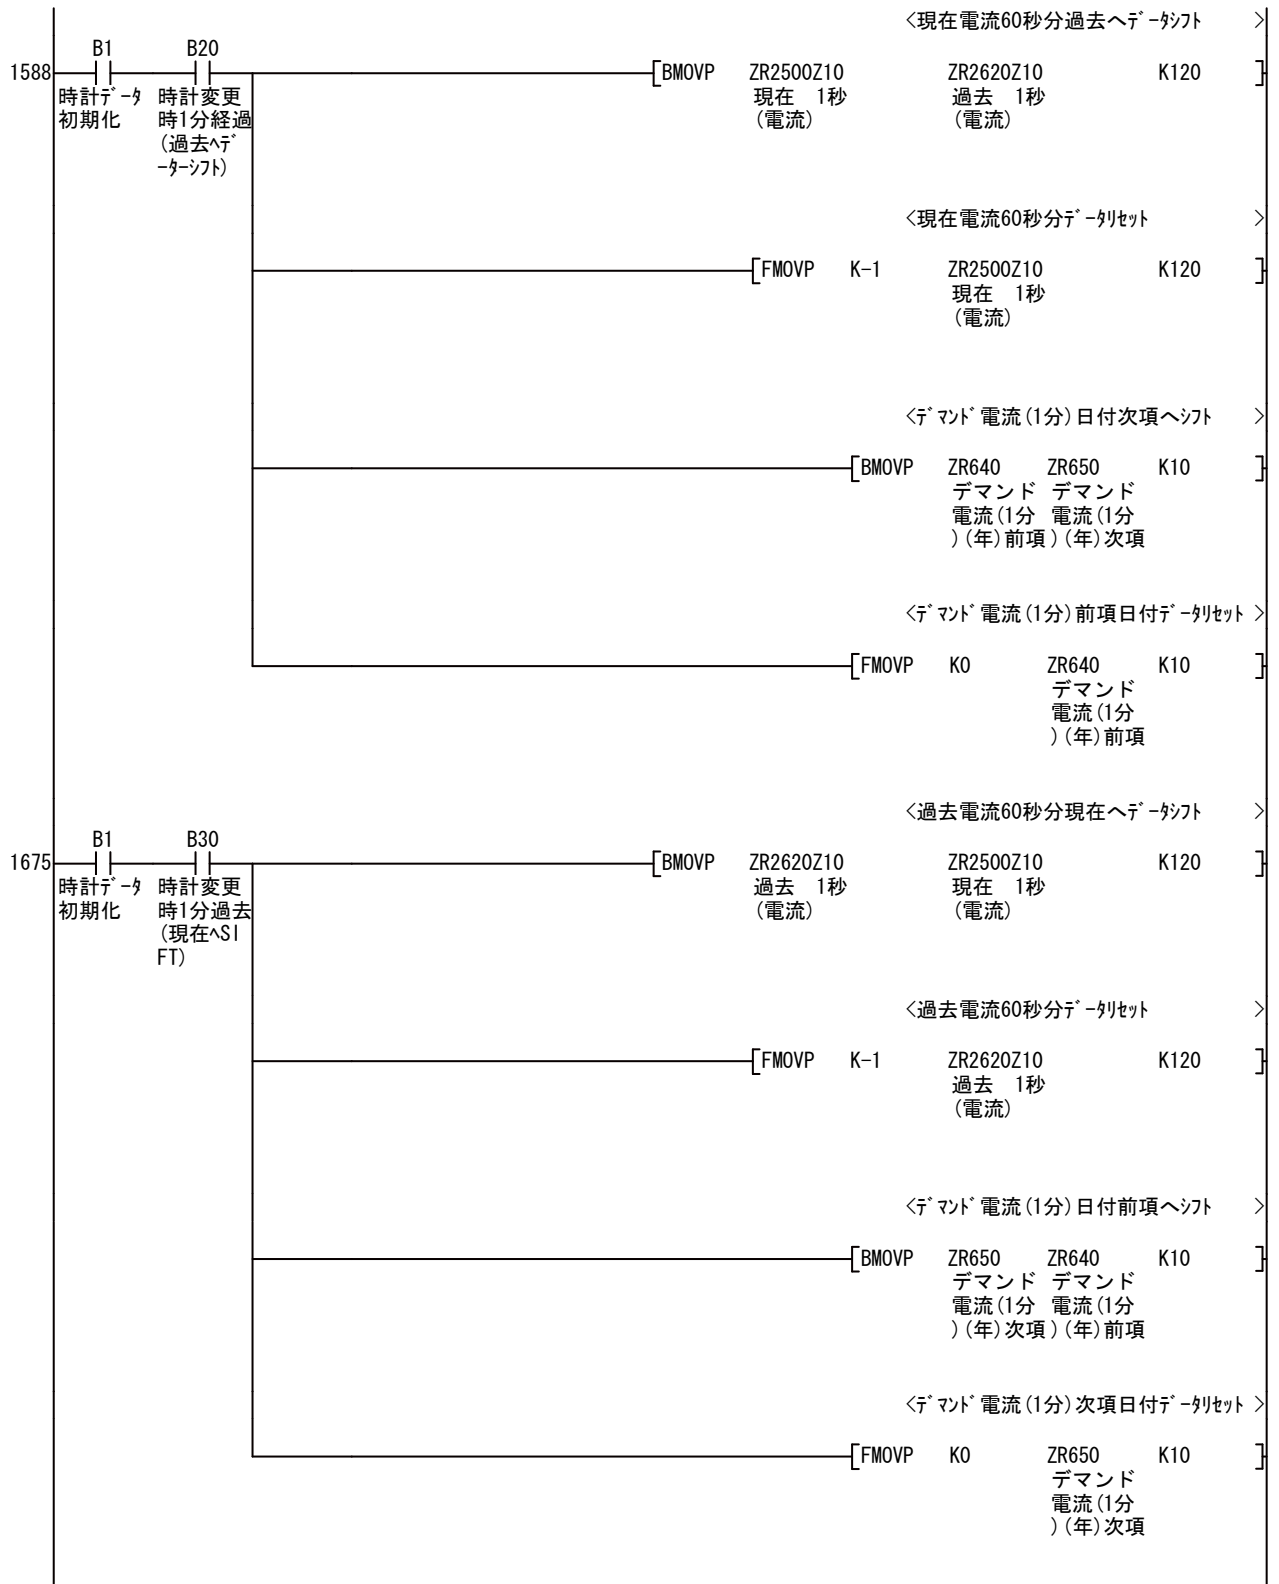 <現在電流60秒分過去へﾃﾞｰﾀｼﾌﾄ >
B1 B20
1588 [BMOVP ZR2500Z10 ZR2620Z10 K120 ]
時計ﾃﾞｰﾀ 時計変更 現在 1秒 過去 1秒
初期化 時1分経過 (電流) (電流)
(過去ﾍﾃﾞ
ｰﾀｰｼﾌﾄ)
<現在電流60秒分ﾃﾞｰﾀﾘｾｯﾄ >
[FMOVP K-1 ZR2500Z10 K120 ]
現在 1秒
(電流)
<ﾃﾞﾏﾝﾄﾞ電流(1分)日付次項へｼﾌﾄ >
[BMOVP ZR640 ZR650 K10 ]
デマンド デマンド
電流(1分 電流(1分
)(年)前項 )(年)次項
<ﾃﾞﾏﾝﾄﾞ電流(1分)前項日付ﾃﾞｰﾀﾘｾｯﾄ >
[FMOVP K0 ZR640 K10 ]
デマンド
電流(1分
)(年)前項
<過去電流60秒分現在へﾃﾞｰﾀｼﾌﾄ >
B1 B30
1675 [BMOVP ZR2620Z10 ZR2500Z10 K120 ]
時計ﾃﾞｰﾀ 時計変更 過去 1秒 現在 1秒
初期化 時1分過去 (電流) (電流)
(現在ﾍSI
FT)
<過去電流60秒分ﾃﾞｰﾀﾘｾｯﾄ >
[FMOVP K-1 ZR2620Z10 K120 ]
過去 1秒
(電流)
<ﾃﾞﾏﾝﾄﾞ電流(1分)日付前項へｼﾌﾄ >
[BMOVP ZR650 ZR640 K10 ]
デマンド デマンド
電流(1分 電流(1分
)(年)次項 )(年)前項
<ﾃﾞﾏﾝﾄﾞ電流(1分)次項日付ﾃﾞｰﾀﾘｾｯﾄ >
[FMOVP K0 ZR650 K10 ]
デマンド
電流(1分
)(年)次項